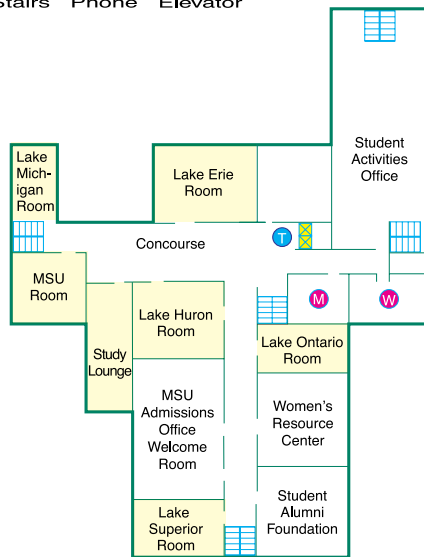 Stairs Phone Elevator
Student
Activities
Office
Lake
Mich-
igan
Room
Lake Erie
Room
T
Concourse
MSU
Room
M
W
Lake Huron
Room
Lake Ontario
Room
Study
Lounge
MSU
Admissions
Office
Welcome
Room
Women's
Resource
Center
Lake
Superior
Room
Student
Alumni
Foundation